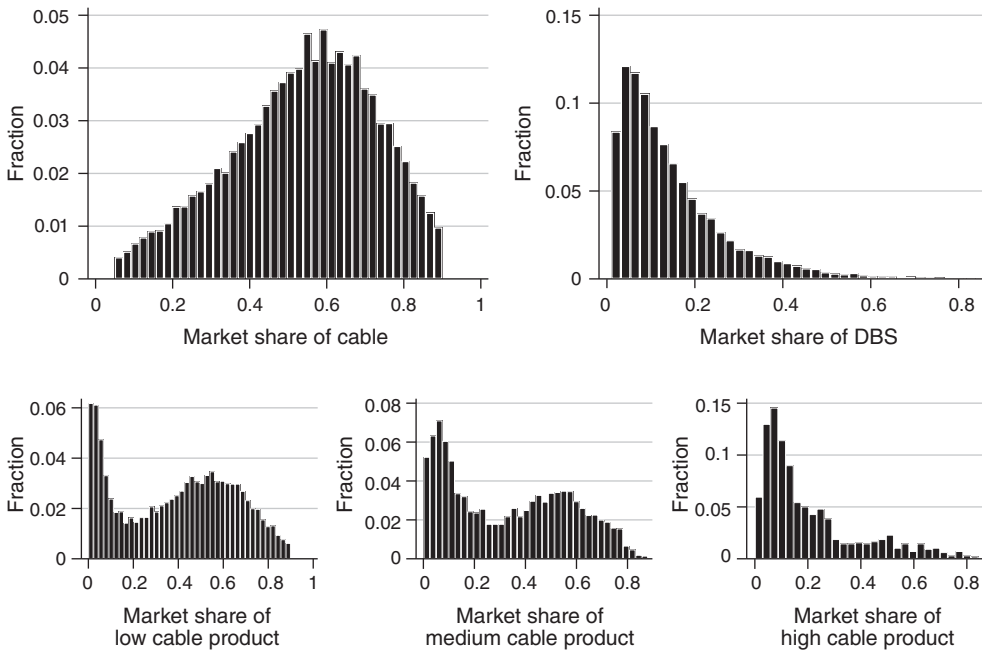 0.05
0.04
0.03
0.02
0.01
0
Fraction
0 0.2 0.4 0.6 0.8 1
Market share of cable
0.15
0.1
0.05
0
Fraction
0 0.2 0.4 0.6 0.8
Market share of DBS
0.06
0.04
0.02
0
Fraction
0 0.2 0.4 0.6 0.8 1
Market share of
low cable product
0.08
0.06
0.04
0.02
0
Fraction
0 0.2 0.4 0.6 0.8
Market share of
medium cable product
0.15
0.1
0.05
0
Fraction
0 0.2 0.4 0.6 0.8
Market share of
high cable product